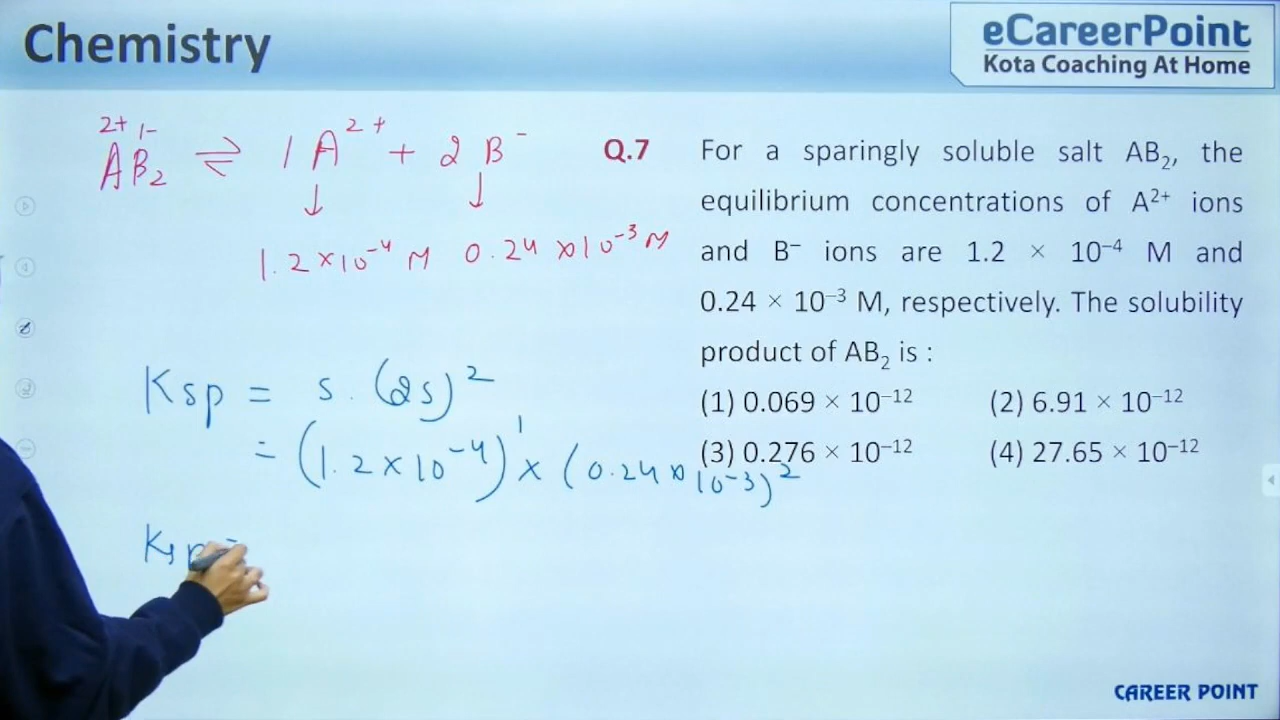 Chemistry
eCareerPoint
Kota Coaching At Home
2+ 1-
AB₂ ⇌ 1 A²⁺ + 2 B⁻
↓ ↓
1.2 × 10⁻⁴ M 0.24 × 10⁻³ M
Q.7 For a sparingly soluble salt AB₂, the
equilibrium concentrations of A²⁺ ions
and B⁻ ions are 1.2 × 10⁻⁴ M and
0.24 × 10⁻³ M, respectively. The solubility
product of AB₂ is :
(1) 0.069 × 10⁻¹² (2) 6.91 × 10⁻¹²
(3) 0.276 × 10⁻¹² (4) 27.65 × 10⁻¹²
Ksp = s. (2s)²
= (1.2 × 10⁻⁴)¹ × (0.24 × 10⁻³)²
Ksp =
CAREER POINT